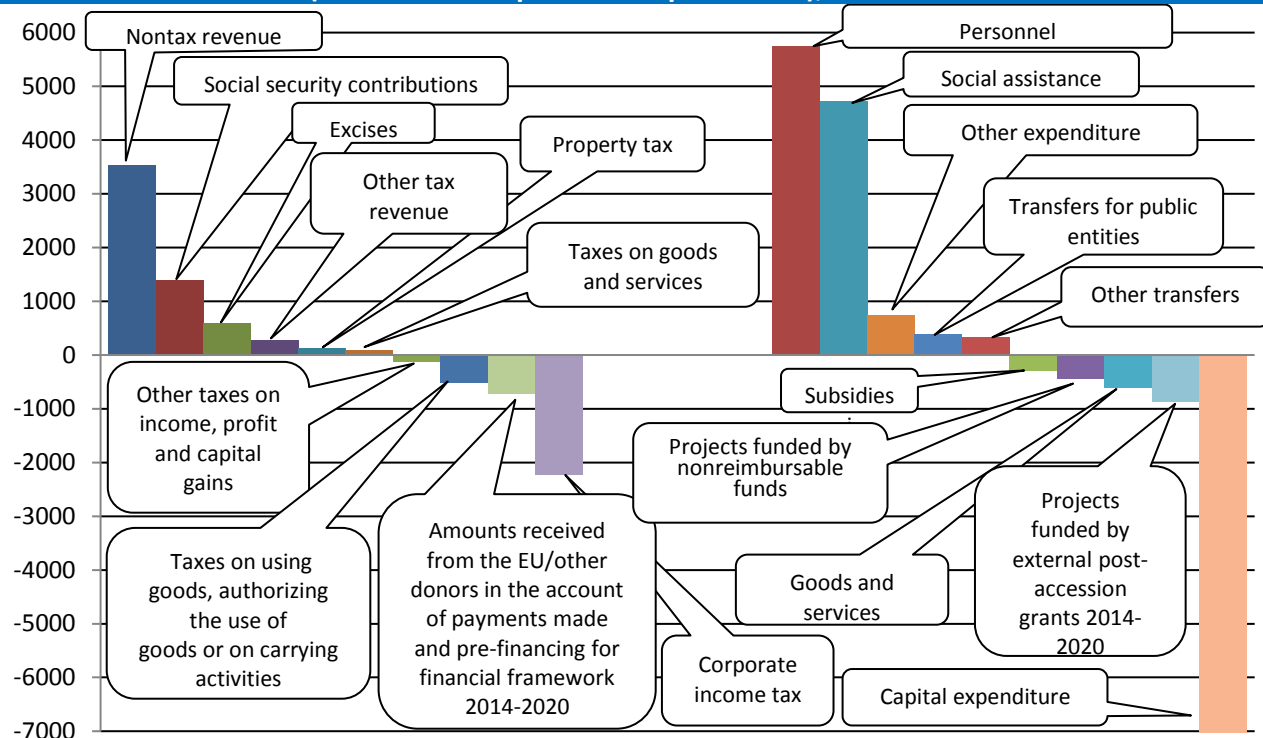 6000
5000
4000
3000
2000
1000
0
-1000
-2000
-3000
-4000
-5000
-6000
-7000
Nontax revenue
Social security contributions
Excises
Other tax
revenue
Property tax
Taxes on goods
and services
Other taxes on
income, profit
and capital
gains
Taxes on using
goods, authorizing
the use of
goods or on carrying
activities
Amounts received
from the EU/other
donors in the account
of payments made
and pre-financing for
financial framework
2014-2020
Corporate
income tax
Personnel
Social assistance
Other expenditure
Transfers for public
entities
Other transfers
Subsidies
Projects funded by
nonreimbursable
funds
Goods and
services
Projects
funded by
external post-
accession
grants 2014-
2020
Capital expenditure